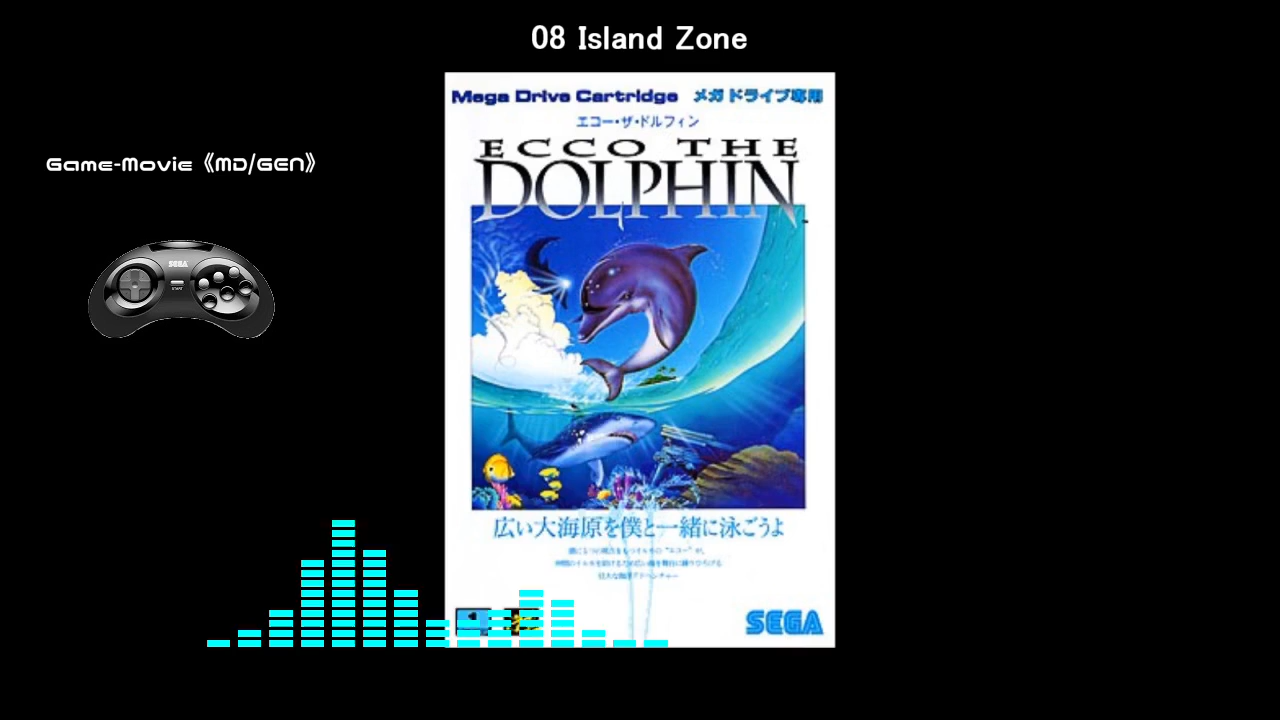 08 Island Zone
Mega Drive Cartridge メガドライブ専用
エコー・ザ・ドルフィン
Game-Movie 《MD/GEN》
ECCO THE
DOLPHIN
SEGA
START
広い大海原を僕と一緒に泳ごうよ
SEGA